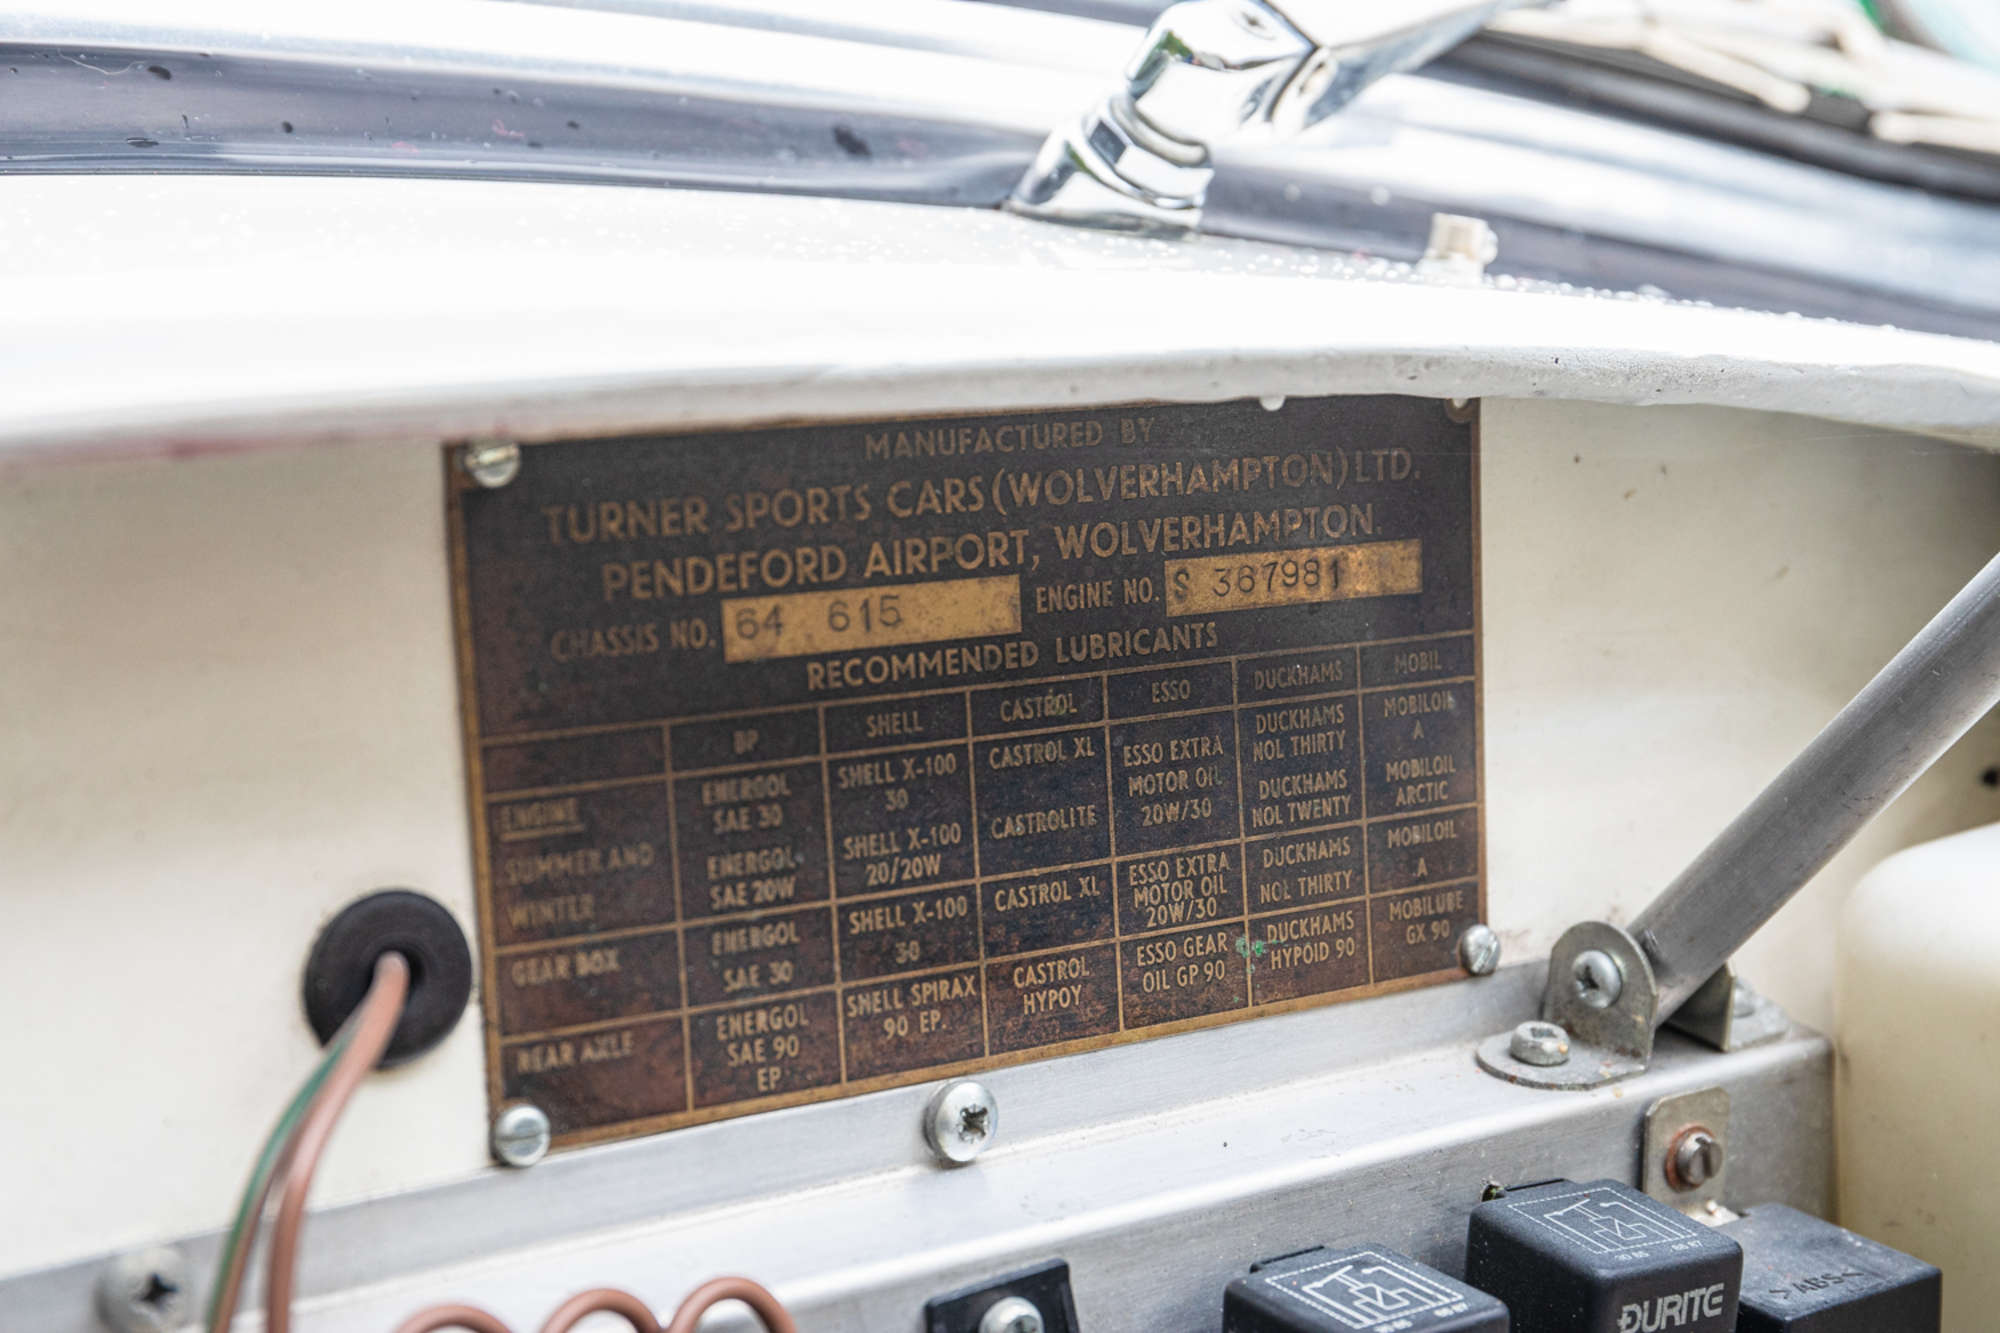 MANUFACTURED BY
TURNER SPORTS CARS (WOLVERHAMPTON) LTD.
PENDEFORD AIRPORT, WOLVERHAMPTON.
CHASSIS NO. 64 615 ENGINE NO. S 367981
RECOMMENDED LUBRICANTS
BP SHELL CASTROL ESSO DUCKHAMS MOBIL
ENGINE
SUMMER AND
WINTER
ENERGOL
SAE 30
ENERGOL
SAE 20W
SHELL X-100
30
SHELL X-100
20/20W
CASTROL XL
CASTROLITE
ESSO EXTRA
MOTOR OIL
20W/30
DUCKHAMS
NOL THIRTY
DUCKHAMS
NOL TWENTY
MOBILOIL
A
MOBILOIL
ARCTIC
GEAR BOX
ENERGOL
SAE 30
SHELL X-100
30
CASTROL XL
ESSO EXTRA
MOTOR OIL
20W/30
DUCKHAMS
NOL THIRTY
MOBILOIL
A
REAR AXLE
ENERGOL
SAE 90
EP
SHELL SPIRAX
90 EP.
CASTROL
HYPOY
ESSO GEAR
OIL GP 90
DUCKHAMS
HYPOID 90
MOBILUBE
GX 90
>ABS<
DURITE